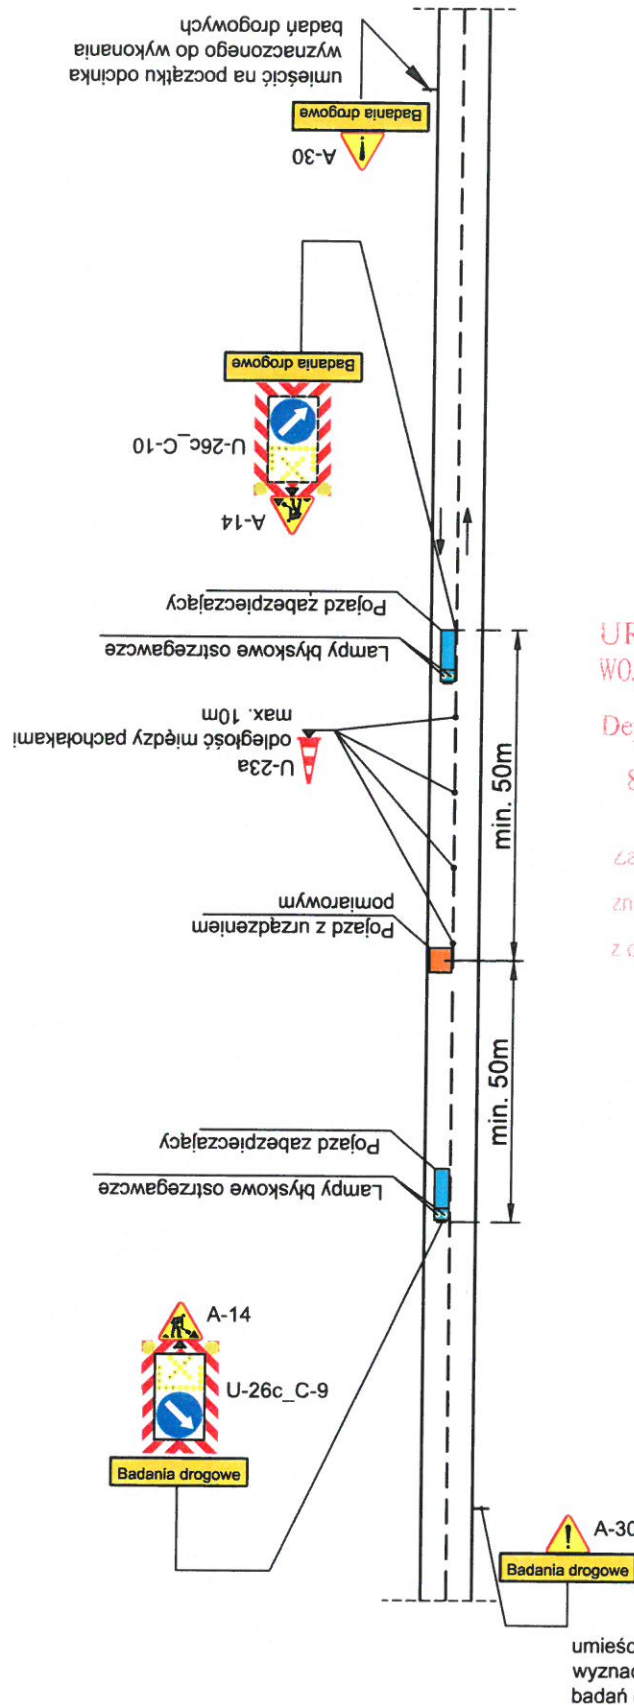 umieścić na początku odcinka
wyznaczonego do wykonania
badań drogowych
Badania drogowe
A-30
Badania drogowe
U-26c_C-10
A-14
Pojazd zabezpieczający
Lampy błyskowe ostrzegawcze
U-23a
odległość między pachołkami
max. 10m
min. 50m
Pojazd z urządzeniem
pomiarowym
min. 50m
Pojazd zabezpieczający
Lampy błyskowe ostrzegawcze
A-14
U-26c_C-9
Badania drogowe
A-30
Badania drogowe
badań